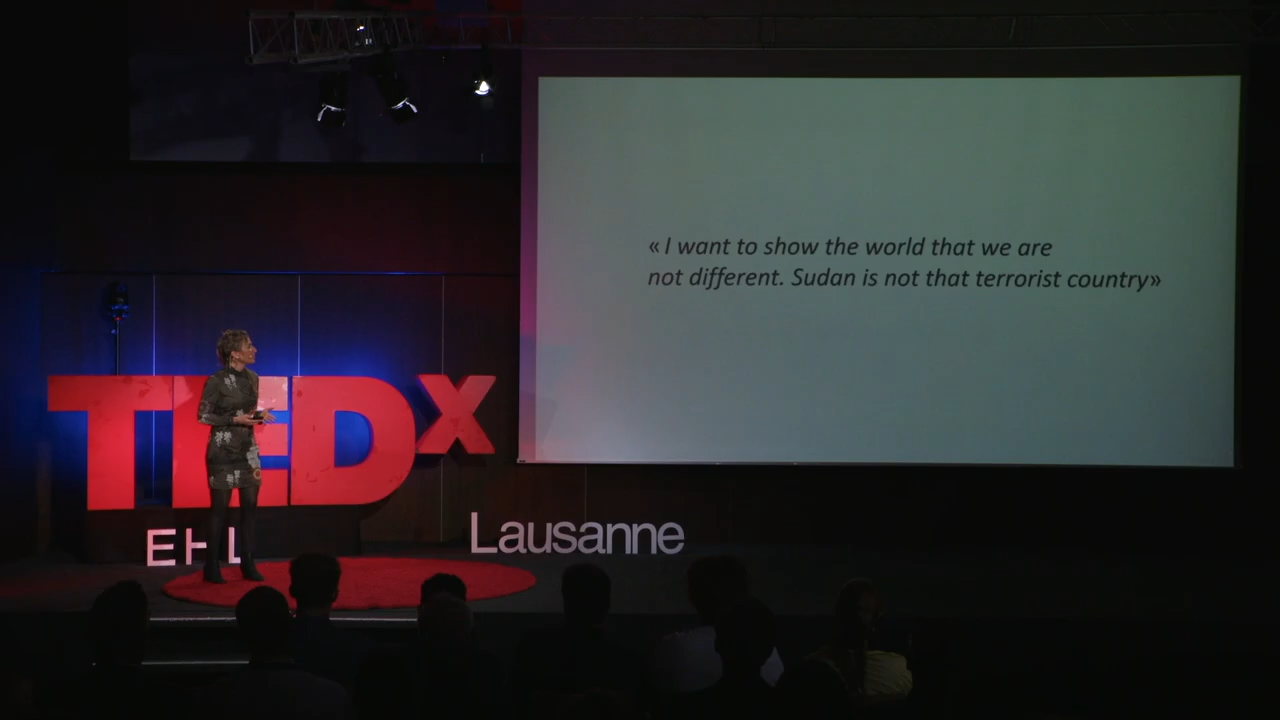 « I want to show the world that we are
not different. Sudan is not that terrorist country»
TEDx
EHL
Lausanne